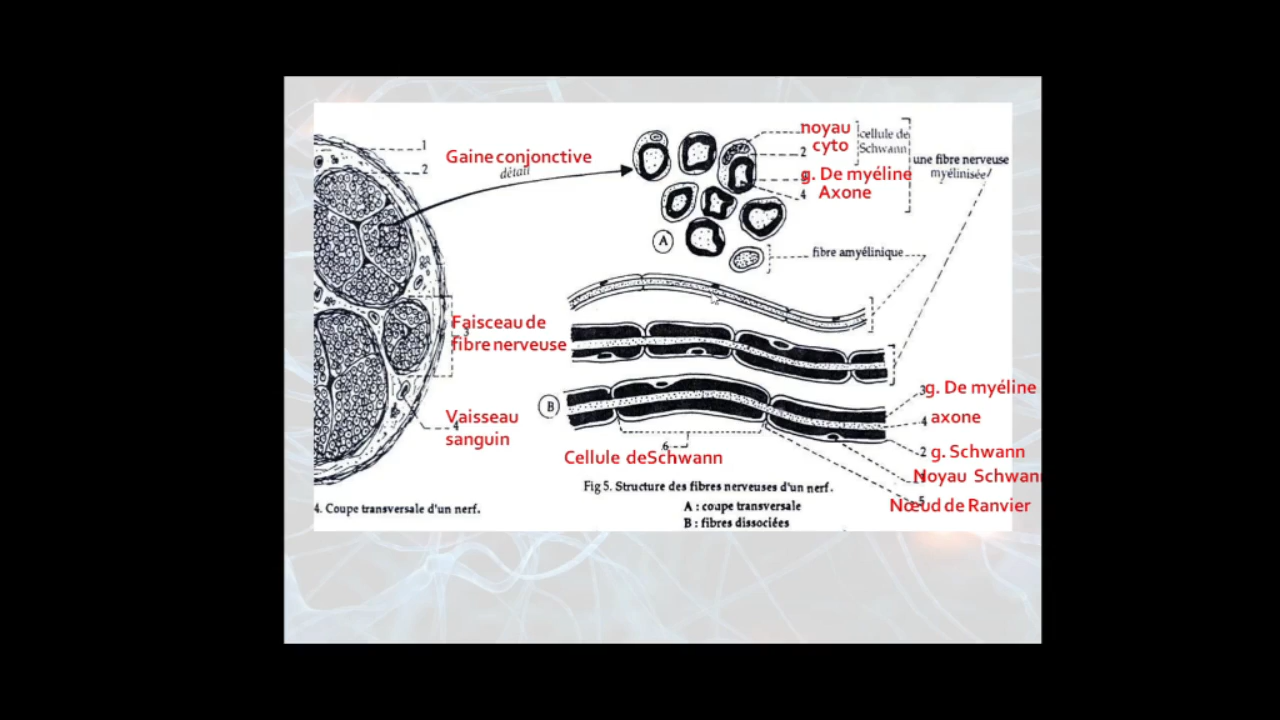 1
2
Gaine conjonctive
détail
noyau
cyto
2
g. De myéline
4 Axone
cellule de
Schwann
une fibre nerveuse
myélinisée
A
fibre amyélinique
Faisceau de
3
fibre nerveuse
Vaisseau
4
sanguin
B
6
Cellule deSchwann
3 g. De myéline
4 axone
2 g. Schwann
Noyau Schwan
5
Nœud de Ranvier
Fig 5. Structure des fibres nerveuses d'un nerf.
A : coupe transversale
B : fibres dissociées
4. Coupe transversale d'un nerf.